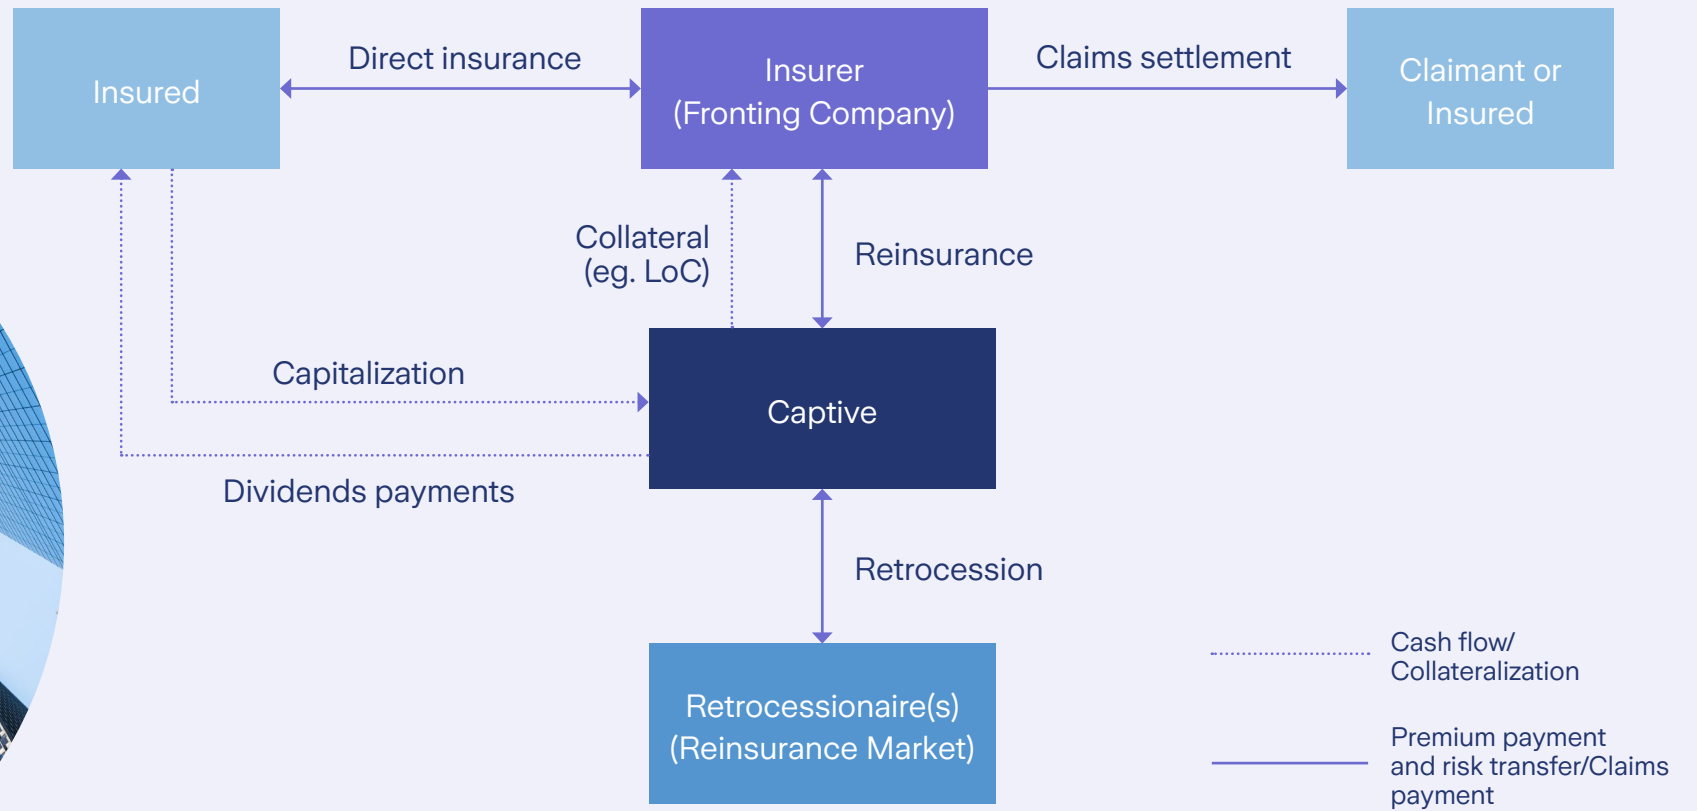 Insured
Direct insurance
Insurer
(Fronting Company)
Claims settlement
Claimant or
Insured
Collateral
(eg. LoC)
Reinsurance
Capitalization
Captive
Dividends payments
Retrocession
Retrocessionaire(s)
(Reinsurance Market)
Cash flow/
Collateralization
Premium payment
and risk transfer/Claims
payment